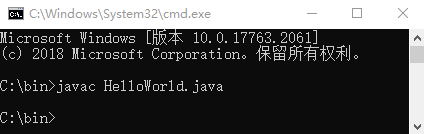 C:\Windows\System32\cmd.exe
Microsoft Windows [版本 10.0.17763.2061]
(c) 2018 Microsoft Corporation。保留所有权利。
C:\bin>javac HelloWorld.java
C:\bin>